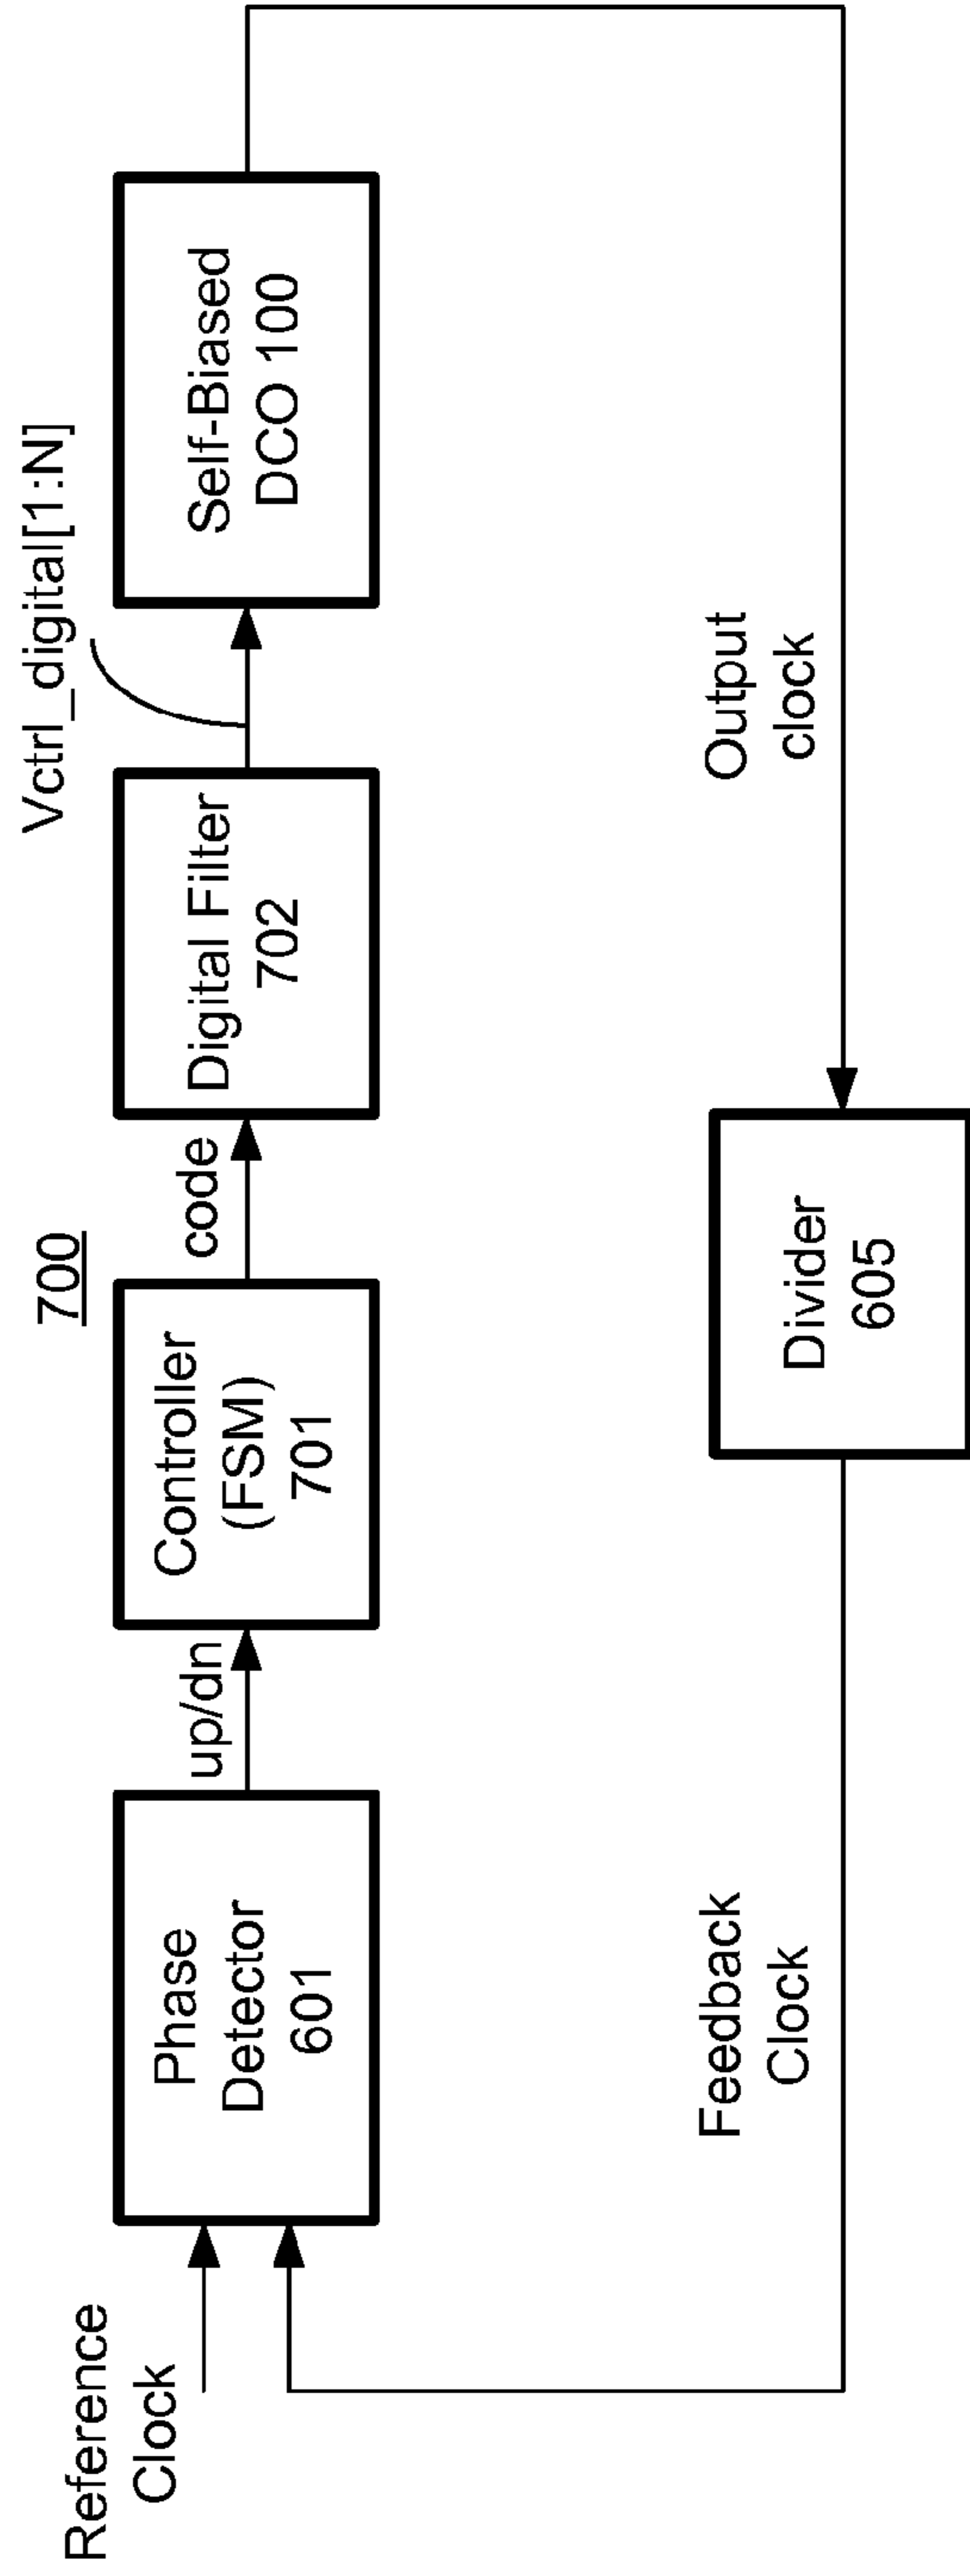 700
Reference
Clock
Phase
Detector
601
up/dn
Controller
(FSM)
701
code
Digital Filter
702
Vctrl_digital[1:N]
Self-Biased
DCO 100
Feedback
Clock
Divider
605
Output
clock